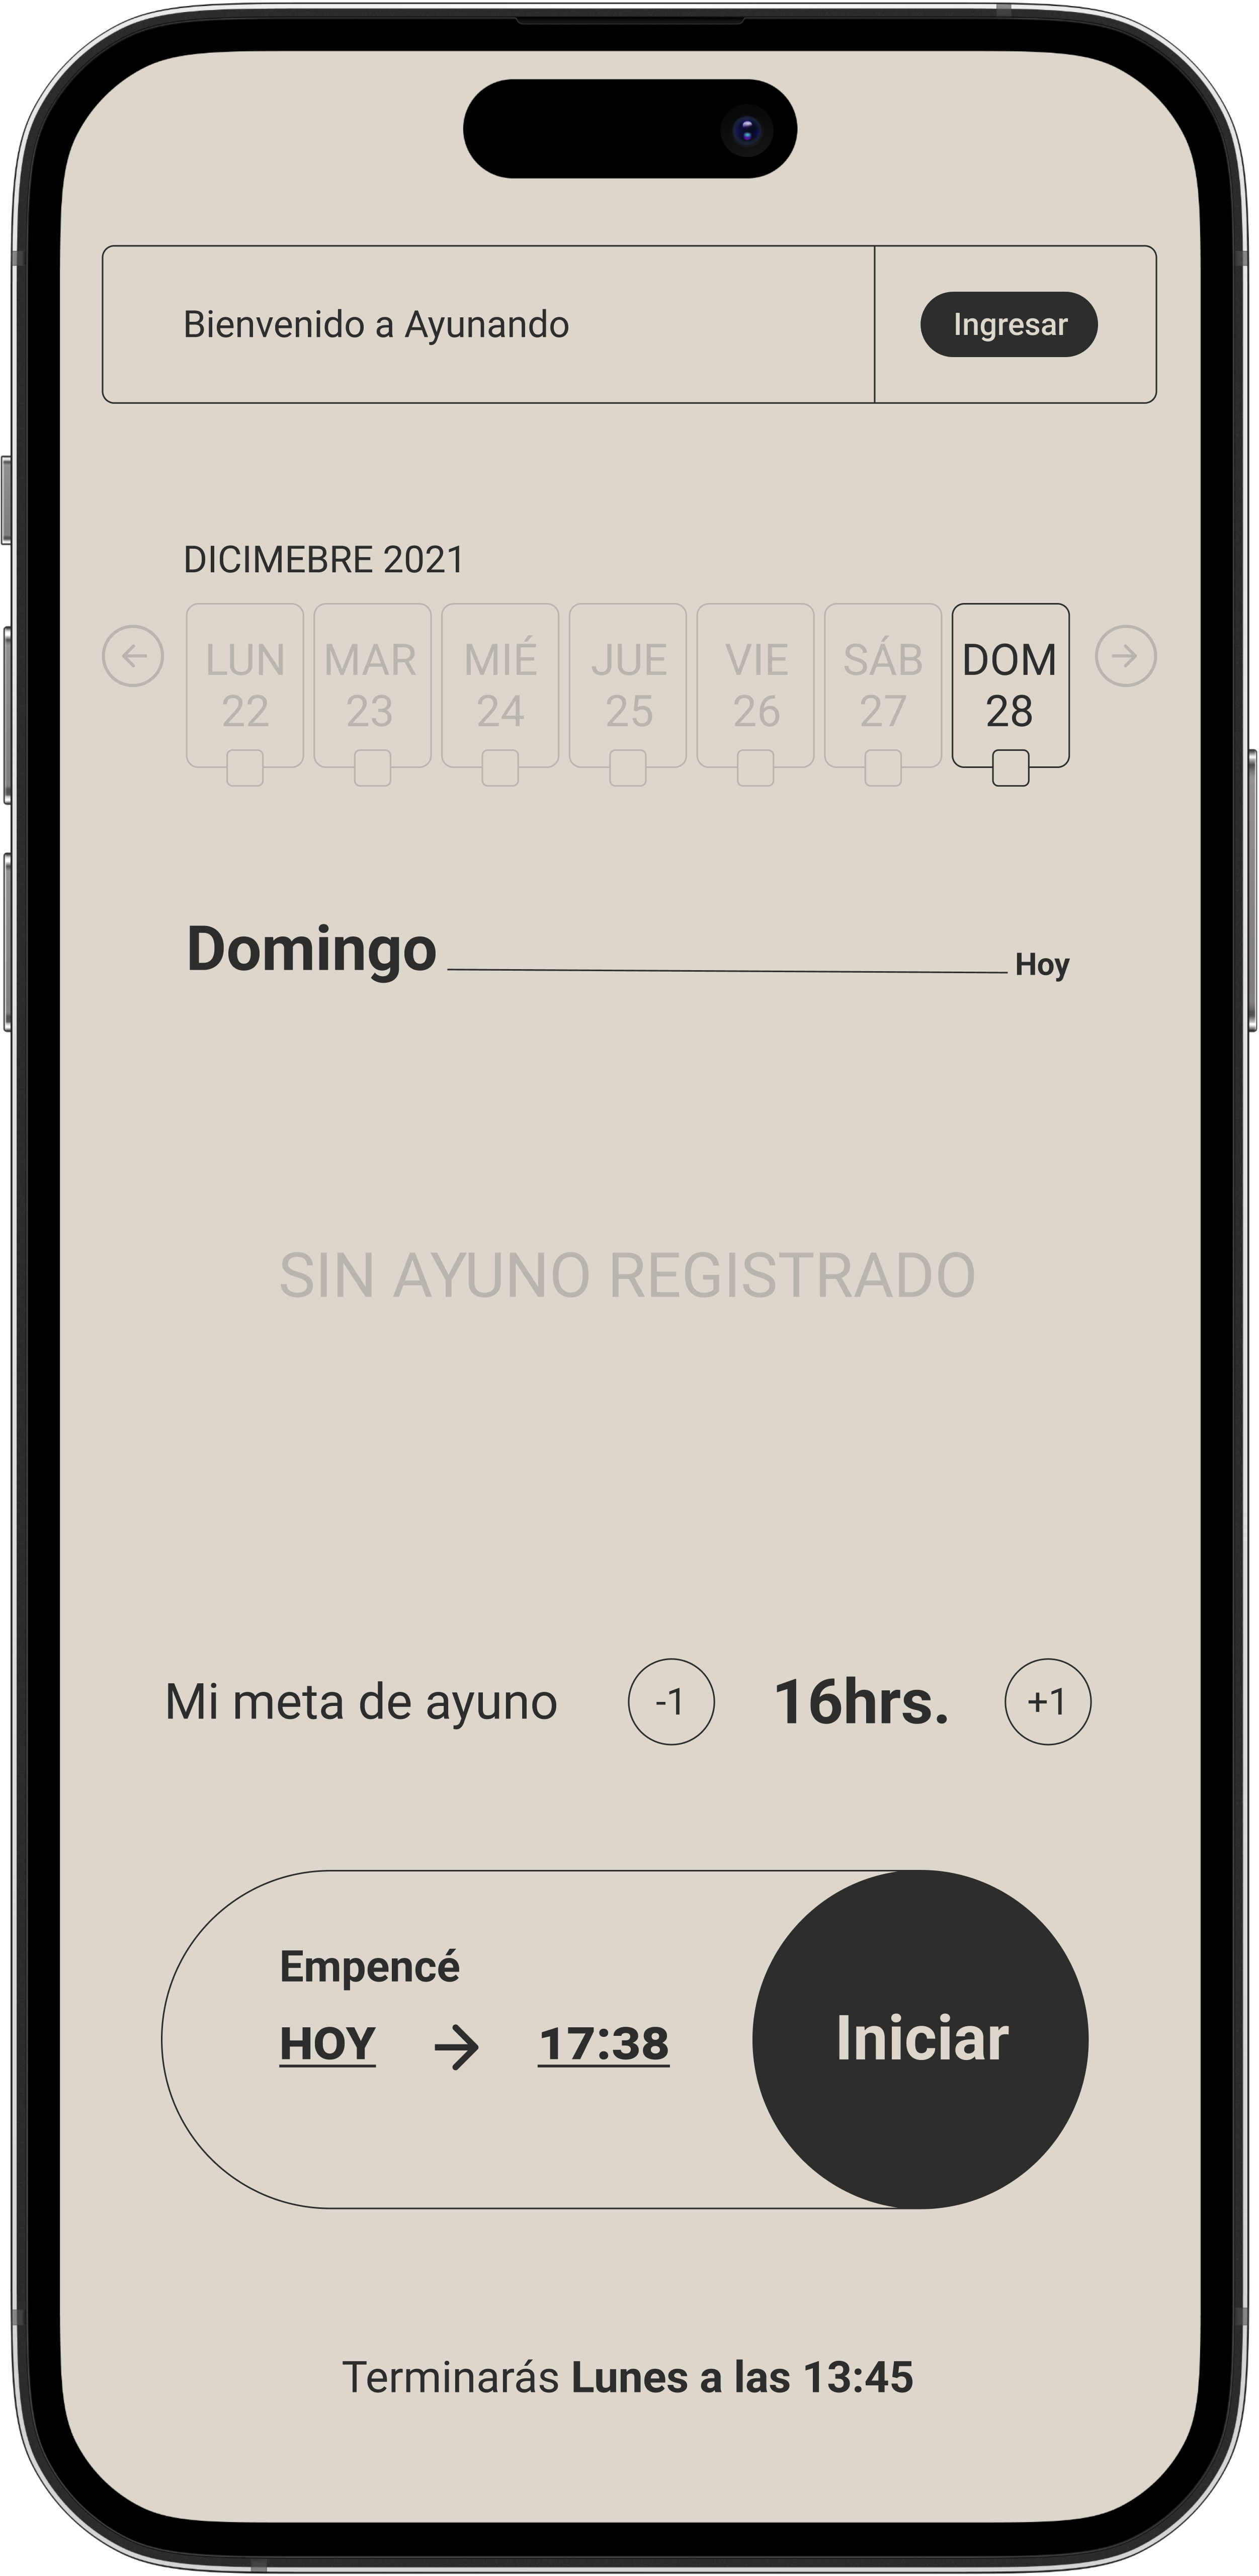 Bienvenido a Ayunando
Ingresar
DICIMEBRE 2021
LUN MAR MIÉ JUE VIE SÁB DOM
22 23 24 25 26 27 28
Domingo Hoy
SIN AYUNO REGISTRADO
Mi meta de ayuno -1 16hrs. +1
Empencé
HOY → 17:38
Iniciar
Terminarás Lunes a las 13:45